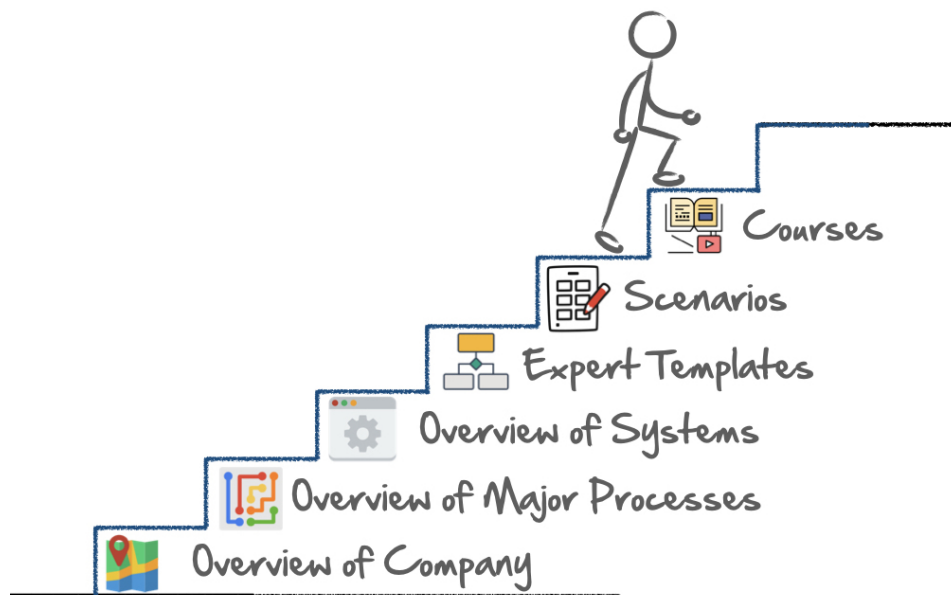 Courses
Scenarios
Expert Templates
Overview of Systems
Overview of Major Processes
Overview of Company